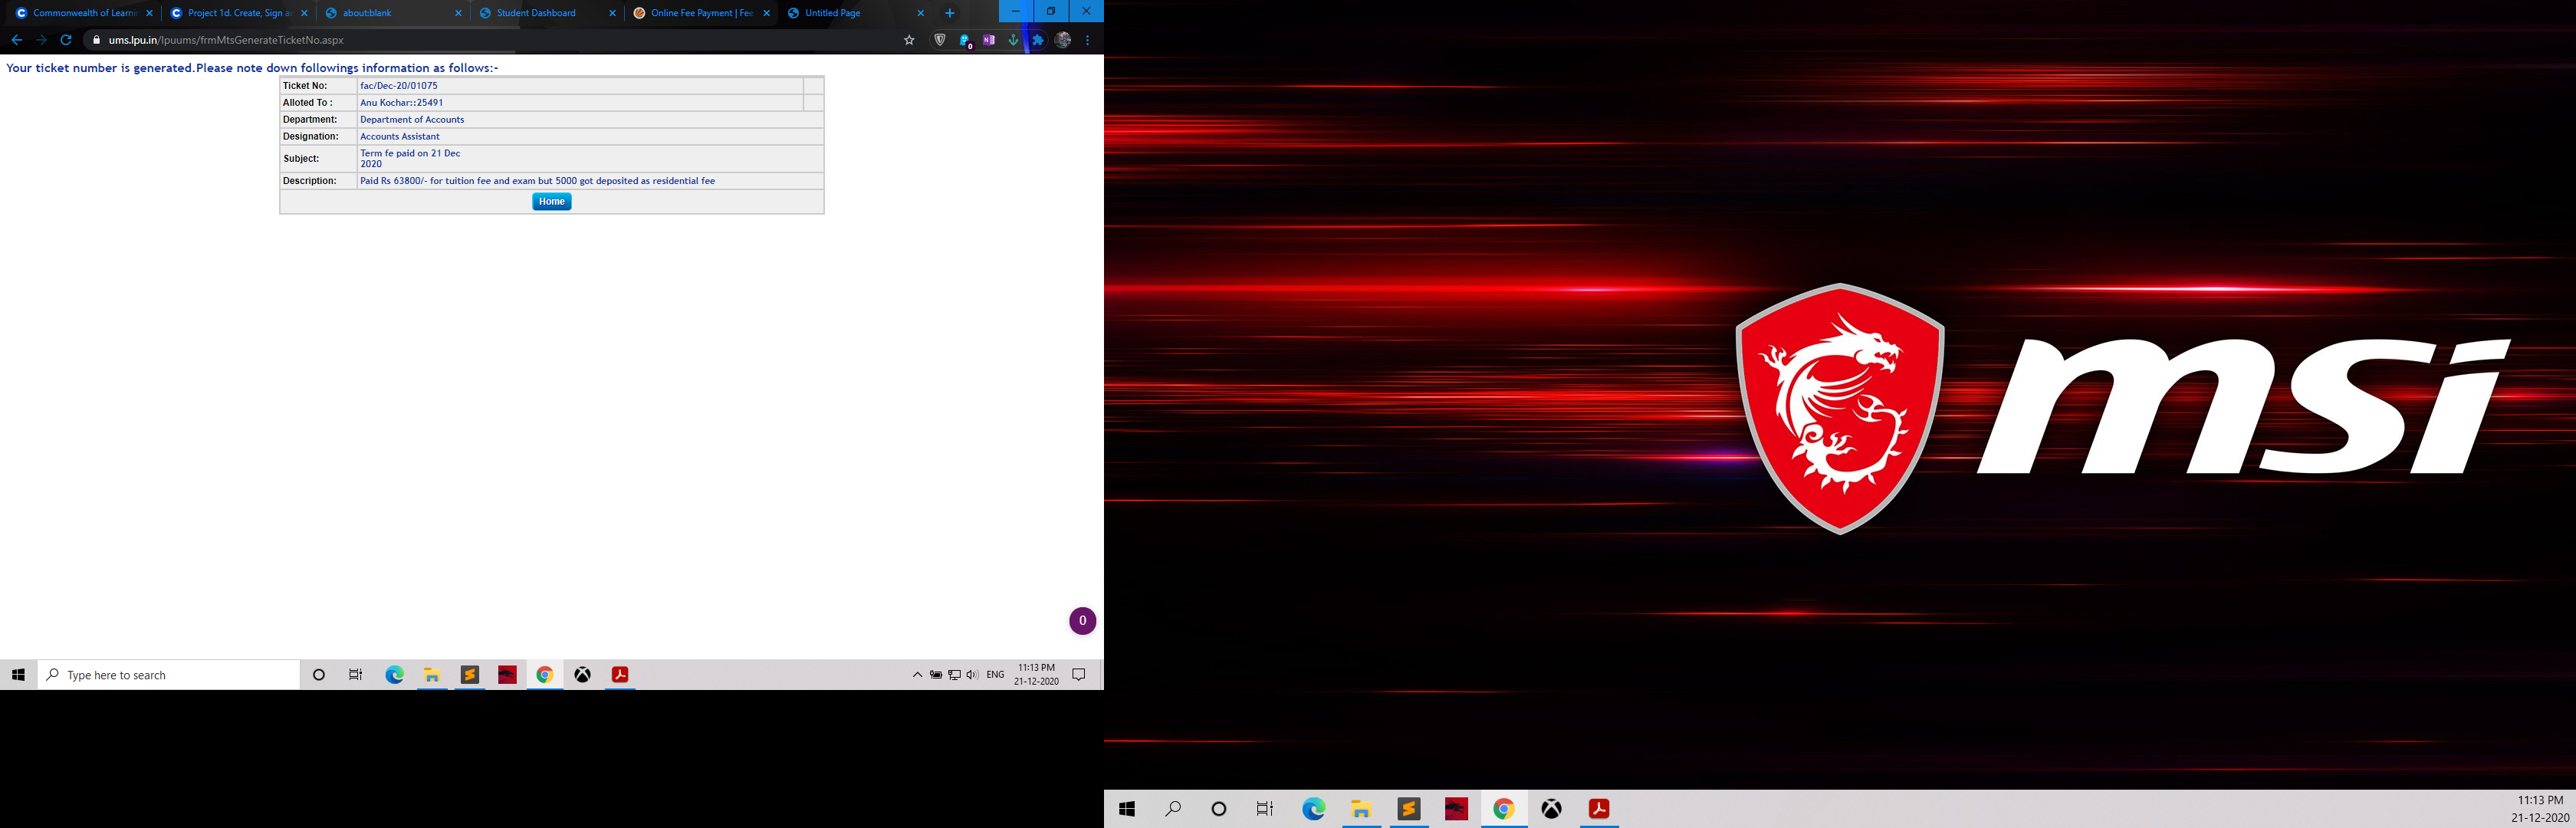 Commonwealth of Learni
Project 1d. Create, Sign a
about:blank
Student Dashboard
Online Fee Payment | Fee
Untitled Page
ums.lpu.in/lpuums/frmMtsGenerateTicketNo.aspx
0
N
Your ticket number is generated.Please note down followings information as follows:-
Ticket No: fac/Dec-20/01075
Alloted To : Anu Kochar::25491
Department: Department of Accounts
Designation: Accounts Assistant
Subject: Term fe paid on 21 Dec
2020
Description: Paid Rs 63800/- for tuition fee and exam but 5000 got deposited as residential fee
Home
0
Type here to search
ENG
11:13 PM
21-12-2020
msi
11:13 PM
21-12-2020